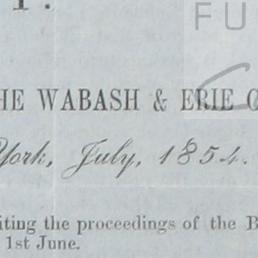 FU
HE WABASH & ERIE C
York, July, 1854.
iting the proceedings of the B
1st June.